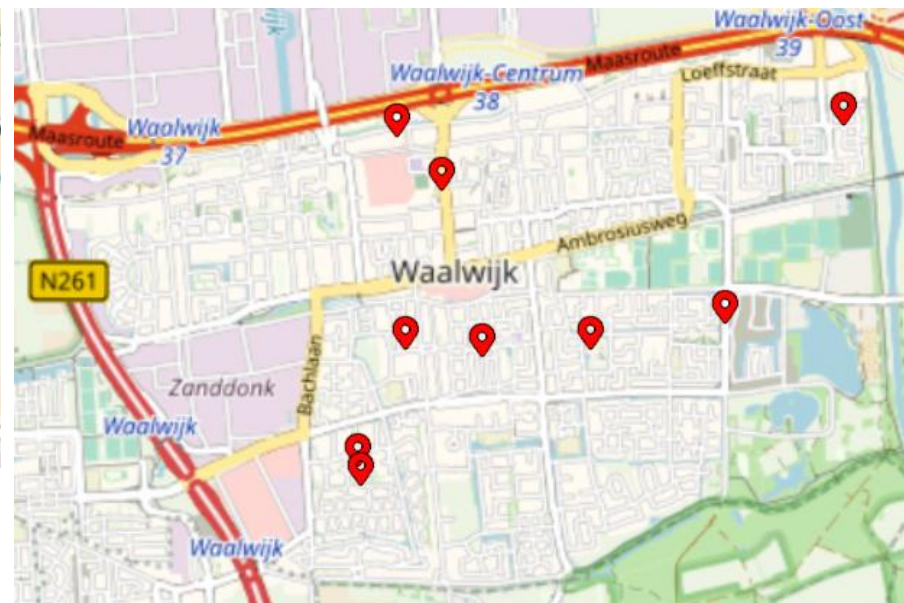 Waalwijk-Oost
39
Maasroute
Loeffstraat
Waalwijk-Centrum
38
Maasroute
Waalwijk
37
Ambrosiusweg
Waalwijk
N261
Bachlaan
Zanddonk
Waalwijk
Waalwijk